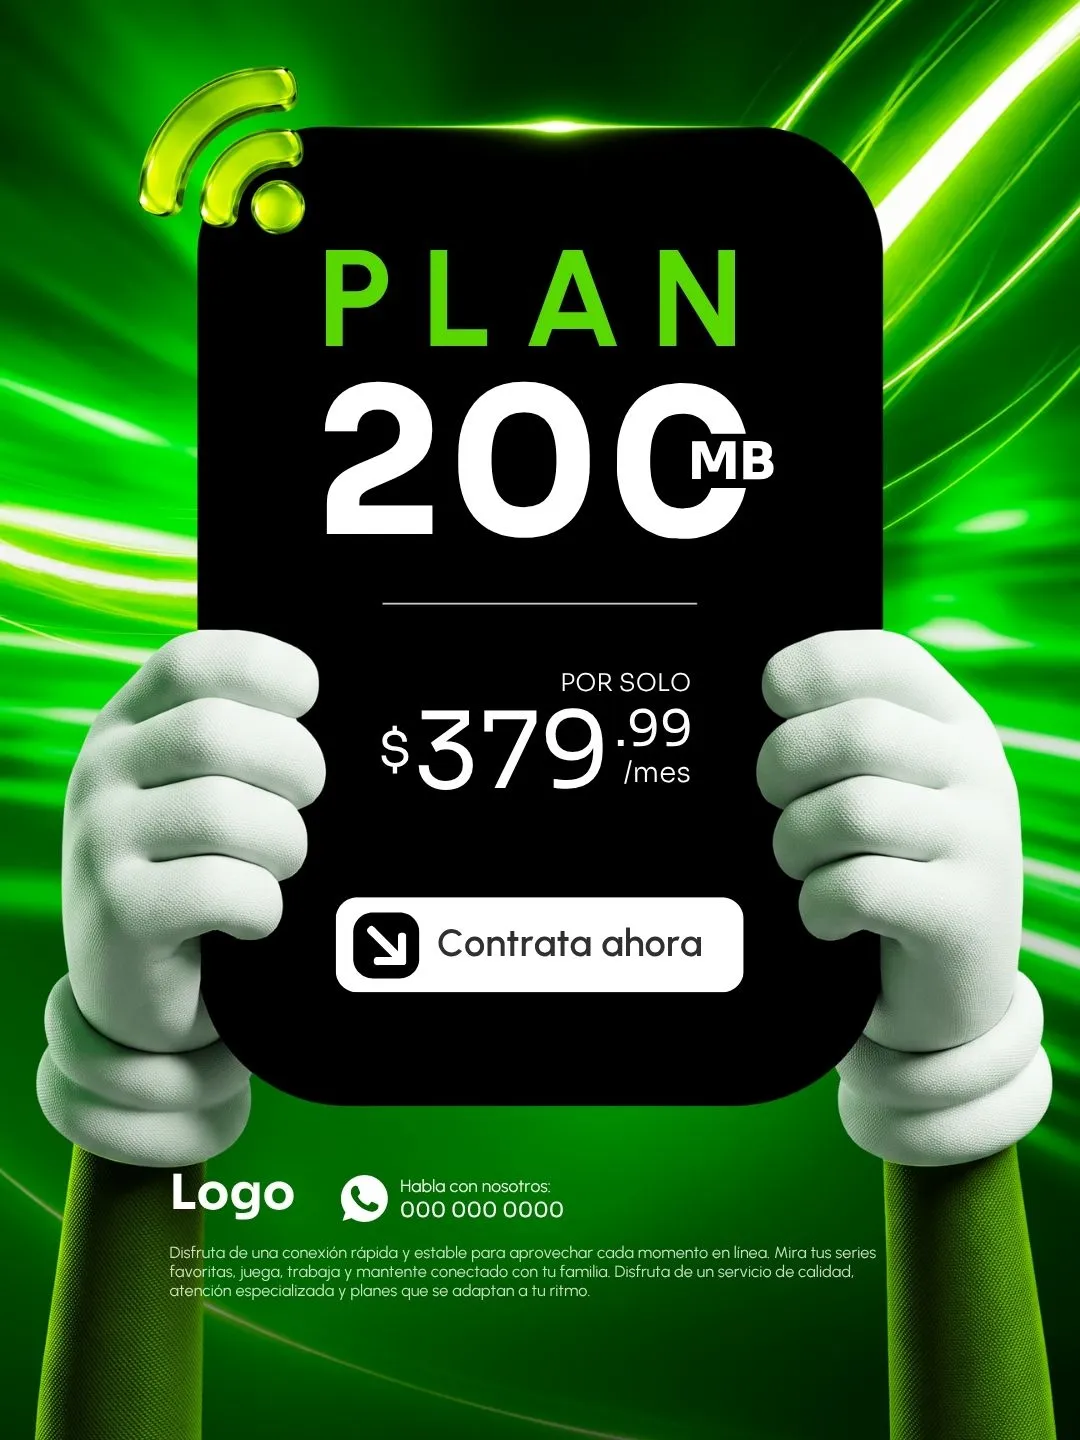 PLAN
200
MB
POR SOLO
$379.99
/mes
Contrata ahora
Logo
Habla con nosotros:
000 000 0000
Disfruta de una conexión rápida y estable para aprovechar cada momento en línea. Mira tus series
favoritas, juega, trabaja y mantente conectado con tu familia. Disfruta de un servicio de calidad,
atención especializada y planes que se adaptan a tu ritmo.